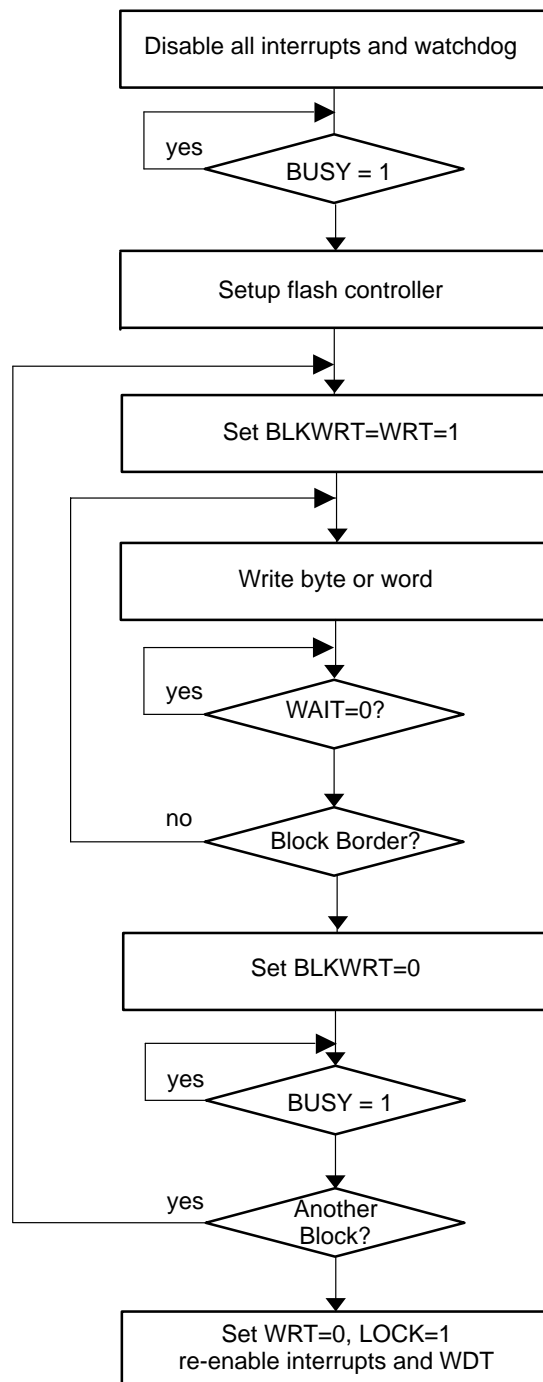 Disable all interrupts and watchdog
yes
BUSY = 1
Setup flash controller
Set BLKWRT=WRT=1
Write byte or word
yes
WAIT=0?
no
Block Border?
Set BLKWRT=0
yes
BUSY = 1
yes
Another
Block?
Set WRT=0, LOCK=1
re-enable interrupts and WDT